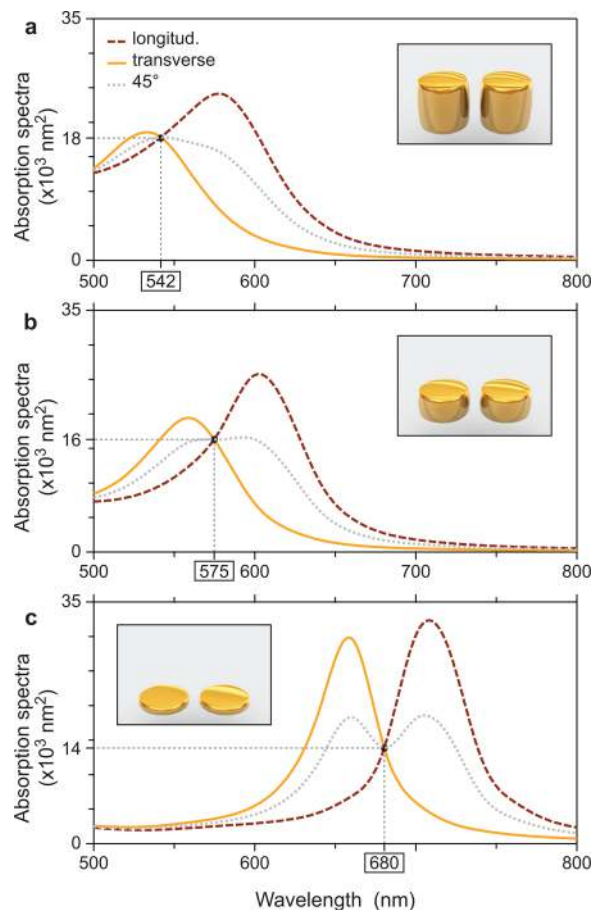 a
35
longitud.
transverse
45°
18
0
Absorption spectra
(x10³ nm²)
500
542
600
700
800
b
35
16
0
Absorption spectra
(x10³ nm²)
500
575
600
700
800
c
35
14
0
Absorption spectra
(x10³ nm²)
500
600
680
700
800
Wavelength (nm)